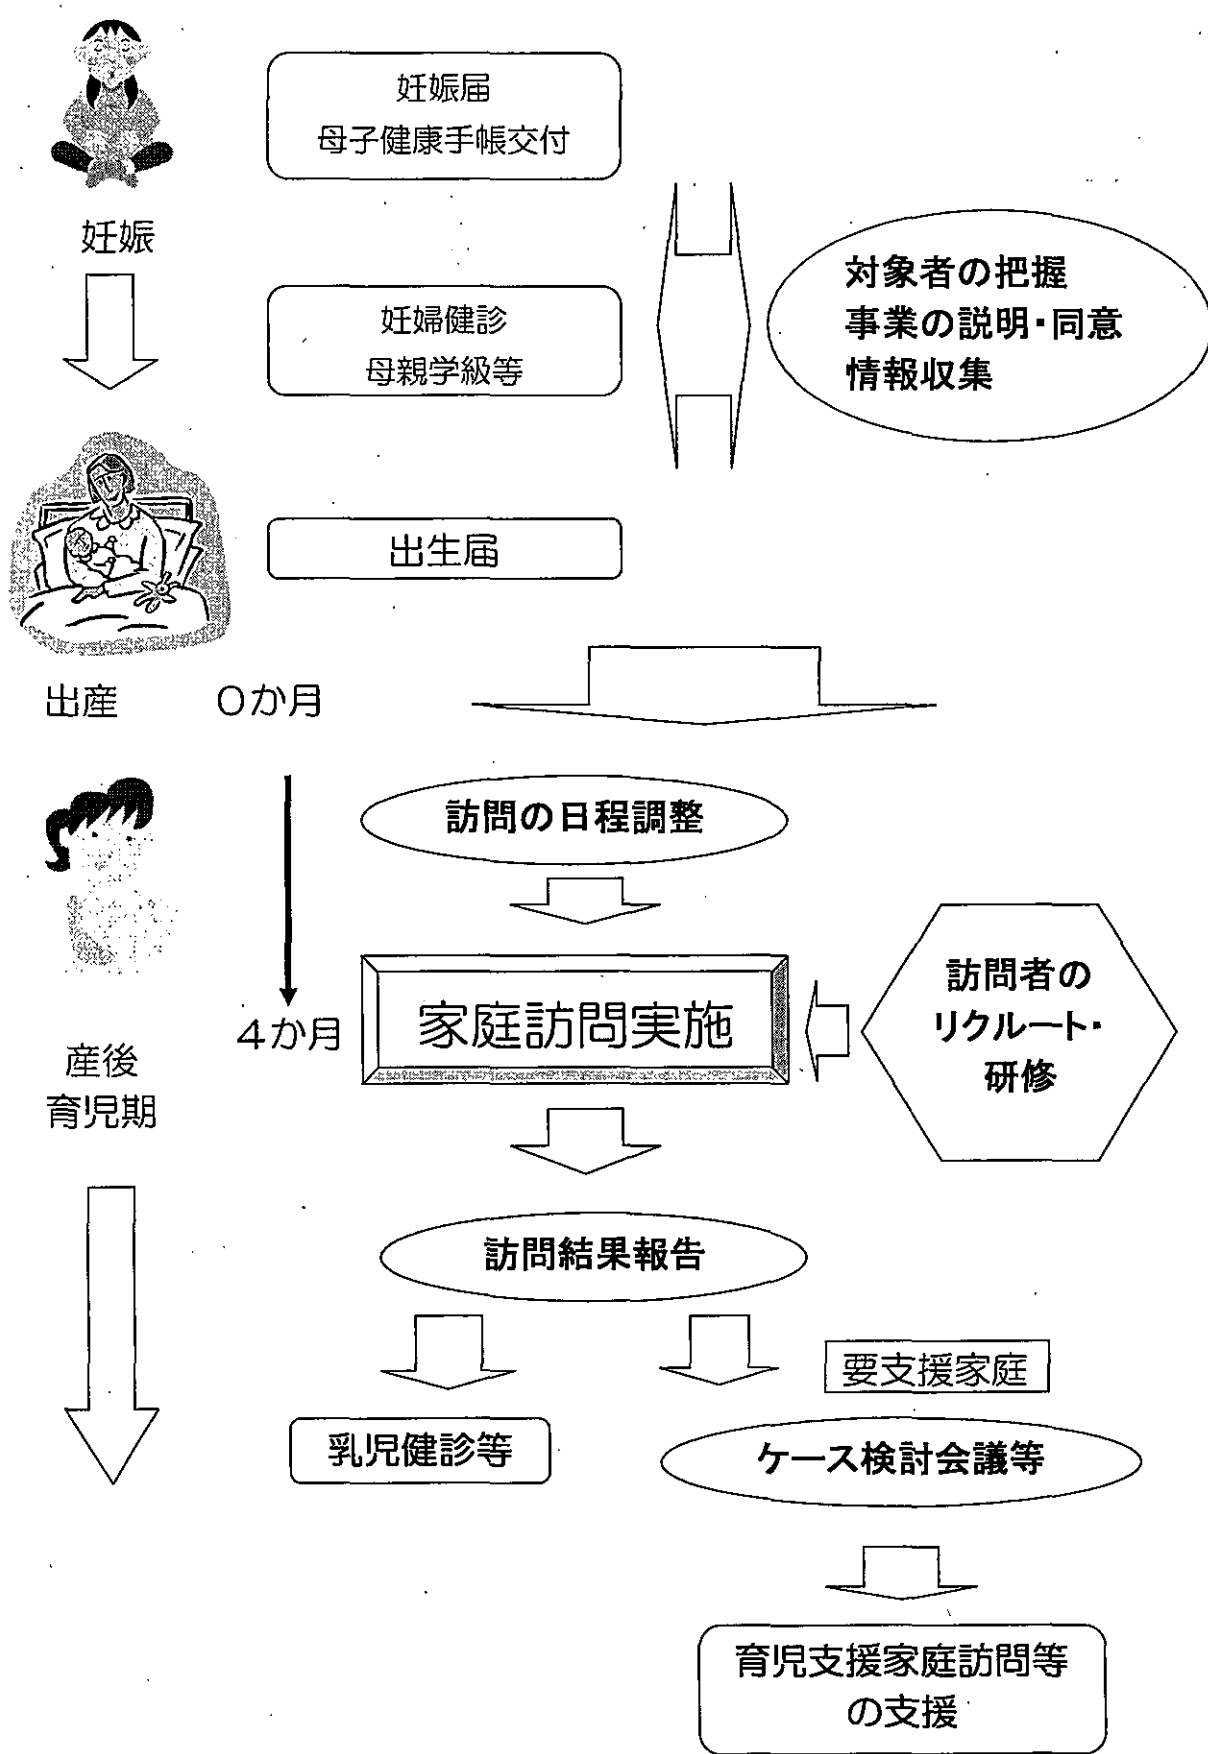 妊娠届
母子健康手帳交付
妊娠
対象者の把握
事業の説明・同意
情報収集
妊婦健診
母親学級等
出生届
出産
0か月
訪問の日程調整
家庭訪問実施
4か月
訪問者の
リクルート・
研修
産後
育児期
訪問結果報告
要支援家庭
乳児健診等
ケース検討会議等
育児支援家庭訪問等
の支援